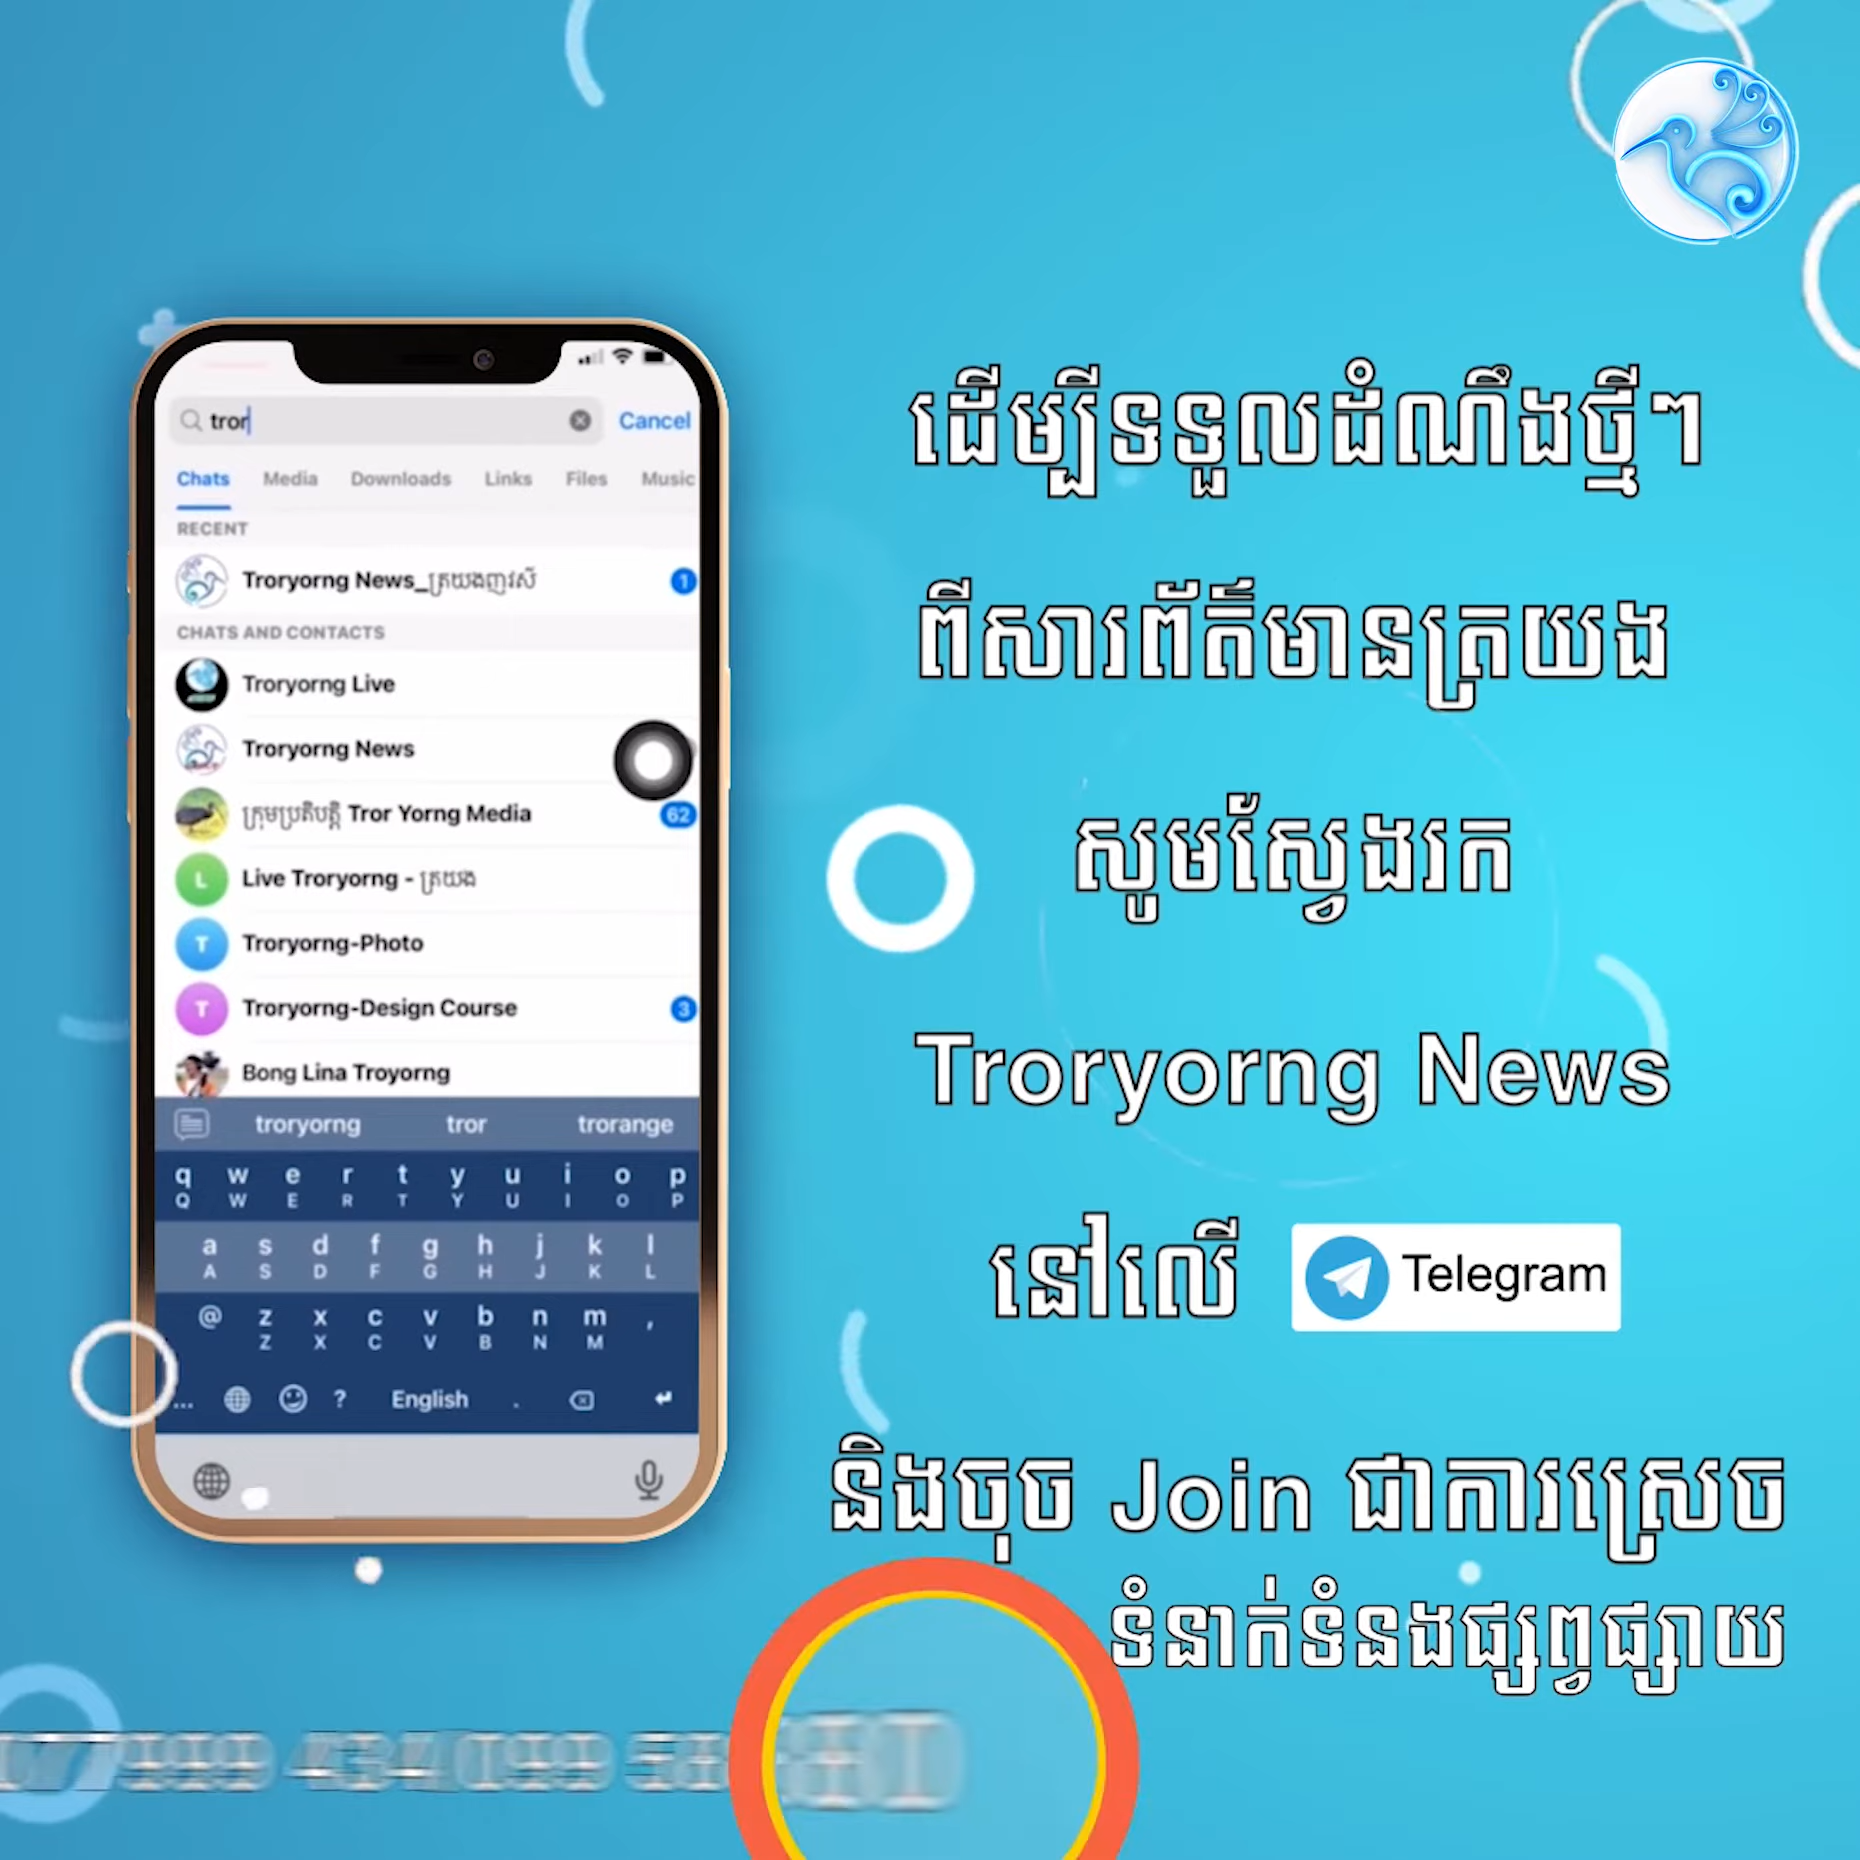 tror
Cancel
Chats Media Downloads Links Files Music
RECENT
Troryorng News_ត្រយងញូវស៍
1
CHATS AND CONTACTS
Troryorng Live
Troryorng News
ក្រុមប្រតិបត្តិ Tror Yorng Media
62
Live Troryorng - ត្រយង
L
Troryorng-Photo
T
Troryorng-Design Course
T
3
Bong Lina Troyorng
troryorng tror trorange
q w e r t y u i o p
Q W E R T Y U I O P
a s d f g h j k l
A S D F G H J K L
@ z x c v b n m ,
Z X C V B N M
... ? English .
ដើម្បីទទួលដំណឹងថ្មីៗ
ពីសារព័ត៌មានត្រយង
សូមស្វែងរក
Troryorng News
នៅលើ Telegram
និងចុច Join ជាការស្រេច
ទំនាក់ទំនងផ្សព្វផ្សាយ